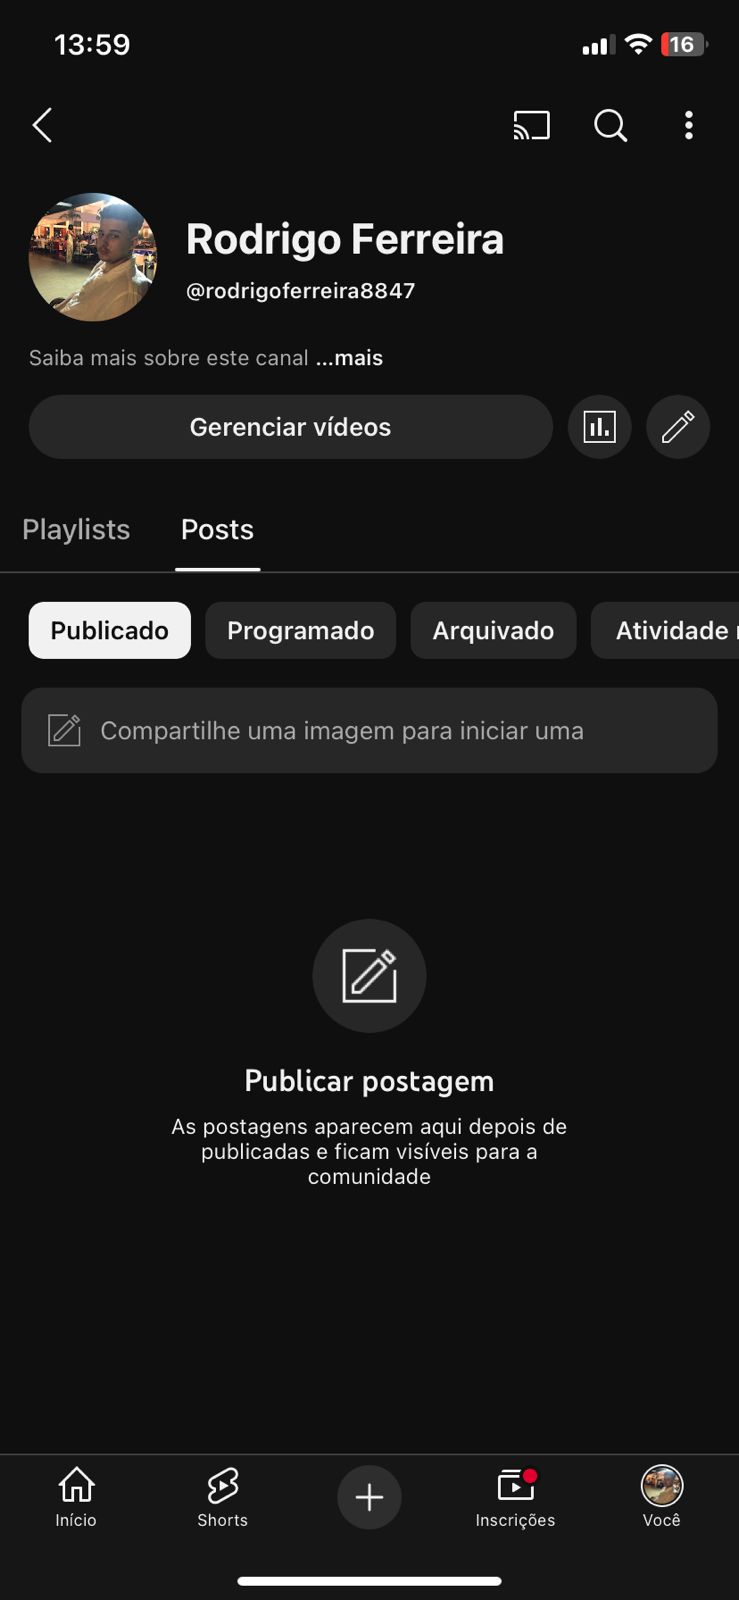 13:59
16
Rodrigo Ferreira
@rodrigoferreira8847
Saiba mais sobre este canal ...mais
Gerenciar vídeos
Playlists Posts
Publicado Programado Arquivado Atividade
Compartilhe uma imagem para iniciar uma
Publicar postagem
As postagens aparecem aqui depois de
publicadas e ficam visíveis para a
comunidade
Início Shorts Inscrições Você